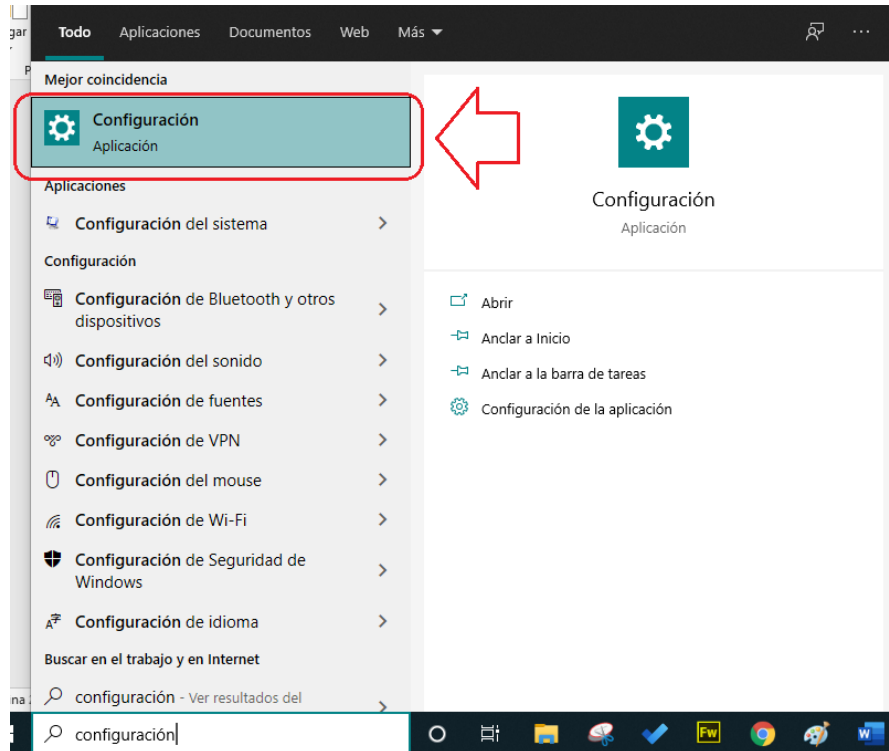 gar
Todo Aplicaciones Documentos Web Más
P
Mejor coincidencia
Configuración
Aplicación
Aplicaciones
Configuración del sistema
Configuración
Configuración de Bluetooth y otros
dispositivos
Configuración del sonido
Configuración de fuentes
Configuración de VPN
Configuración del mouse
Configuración de Wi-Fi
Configuración de Seguridad de
Windows
Configuración de idioma
Buscar en el trabajo y en Internet
configuración - Ver resultados del
configuración
Configuración
Aplicación
Abrir
Anclar a Inicio
Anclar a la barra de tareas
Configuración de la aplicación
Fw
W